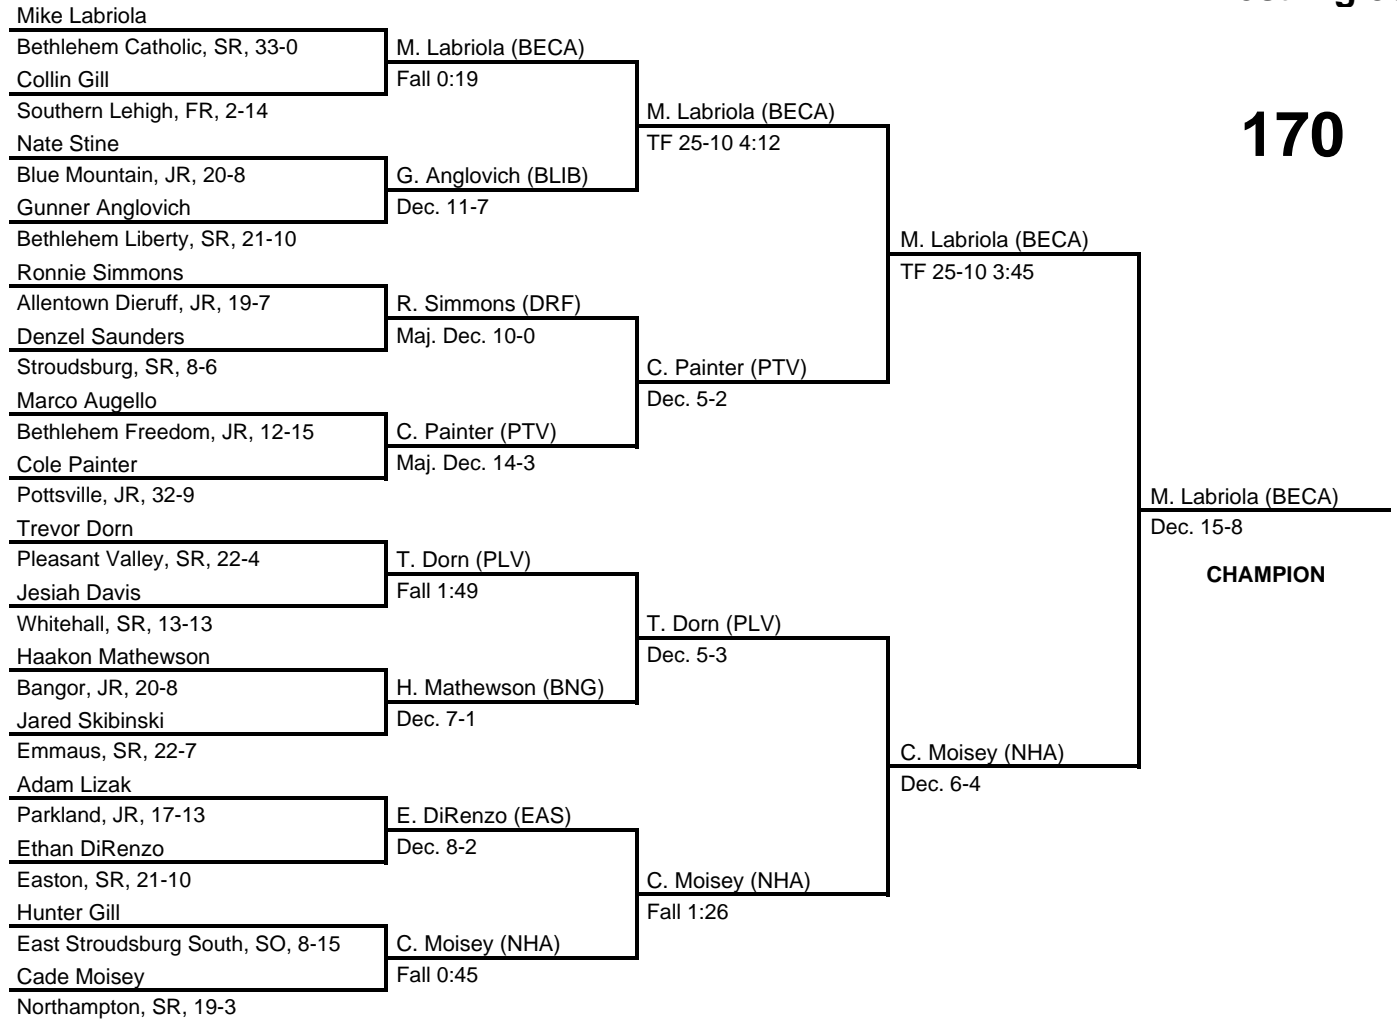 Mike Labriola
Bethlehem Catholic, SR, 33-0
Collin Gill
Southern Lehigh, FR, 2-14
Nate Stine
Blue Mountain, JR, 20-8
Gunner Anglovich
Bethlehem Liberty, SR, 21-10
Ronnie Simmons
Allentown Dieruff, JR, 19-7
Denzel Saunders
Stroudsburg, SR, 8-6
Marco Augello
Bethlehem Freedom, JR, 12-15
Cole Painter
Pottsville, JR, 32-9
Trevor Dorn
Pleasant Valley, SR, 22-4
Jesiah Davis
Whitehall, SR, 13-13
Haakon Mathewson
Bangor, JR, 20-8
Jared Skibinski
Emmaus, SR, 22-7
Adam Lizak
Parkland, JR, 17-13
Ethan DiRenzo
Easton, SR, 21-10
Hunter Gill
East Stroudsburg South, SO, 8-15
Cade Moisey
Northampton, SR, 19-3
M. Labriola (BECA)
Fall 0:19
G. Anglovich (BLIB)
Dec. 11-7
R. Simmons (DRF)
Maj. Dec. 10-0
C. Painter (PTV)
Maj. Dec. 14-3
T. Dorn (PLV)
Fall 1:49
H. Mathewson (BNG)
Dec. 7-1
E. DiRenzo (EAS)
Dec. 8-2
C. Moisey (NHA)
Fall 0:45
M. Labriola (BECA)
TF 25-10 4:12
C. Painter (PTV)
Dec. 5-2
T. Dorn (PLV)
Dec. 5-3
C. Moisey (NHA)
Fall 1:26
M. Labriola (BECA)
TF 25-10 3:45
C. Moisey (NHA)
Dec. 6-4
170
M. Labriola (BECA)
Dec. 15-8
CHAMPION